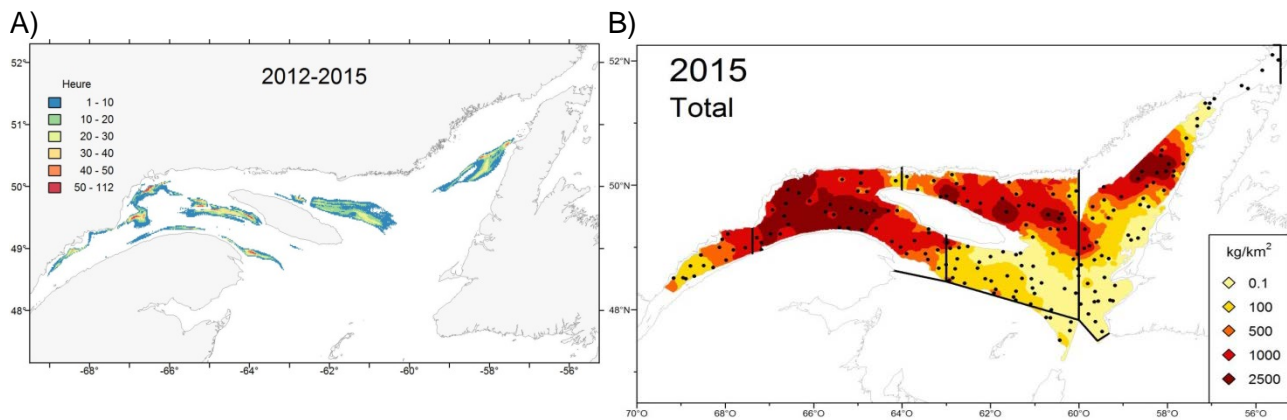 A)
2012-2015
Heure
1 - 10
10 - 20
20 - 30
30 - 40
40 - 50
50 - 112
52°
51°
50°
49°
48°
-68° -66° -64° -62° -60° -58° -56°
B)
2015
Total
52°N
50°N
48°N
kg/km²
0.1
100
500
1000
2500
70°O 68°O 66°O 64°O 62°O 60°O 58°O 56°O